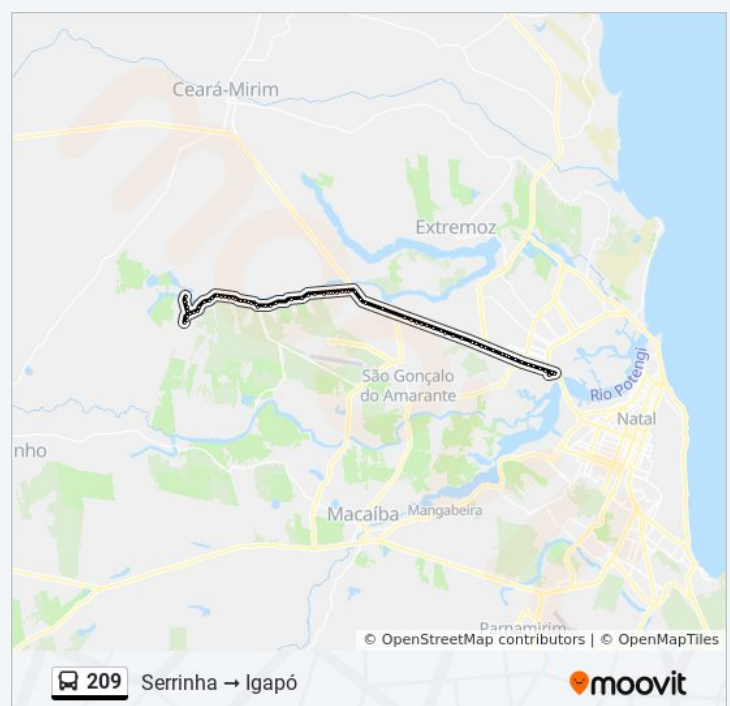 Ceará-Mirim
Extremoz
São Gonçalo
do Amarante
Rio Potengi
Natal
nho
Macaíba
Mangabeira
Parnamirim
© OpenStreetMap contributors | © OpenMapTiles
209 Serrinha → Igapó
moovit